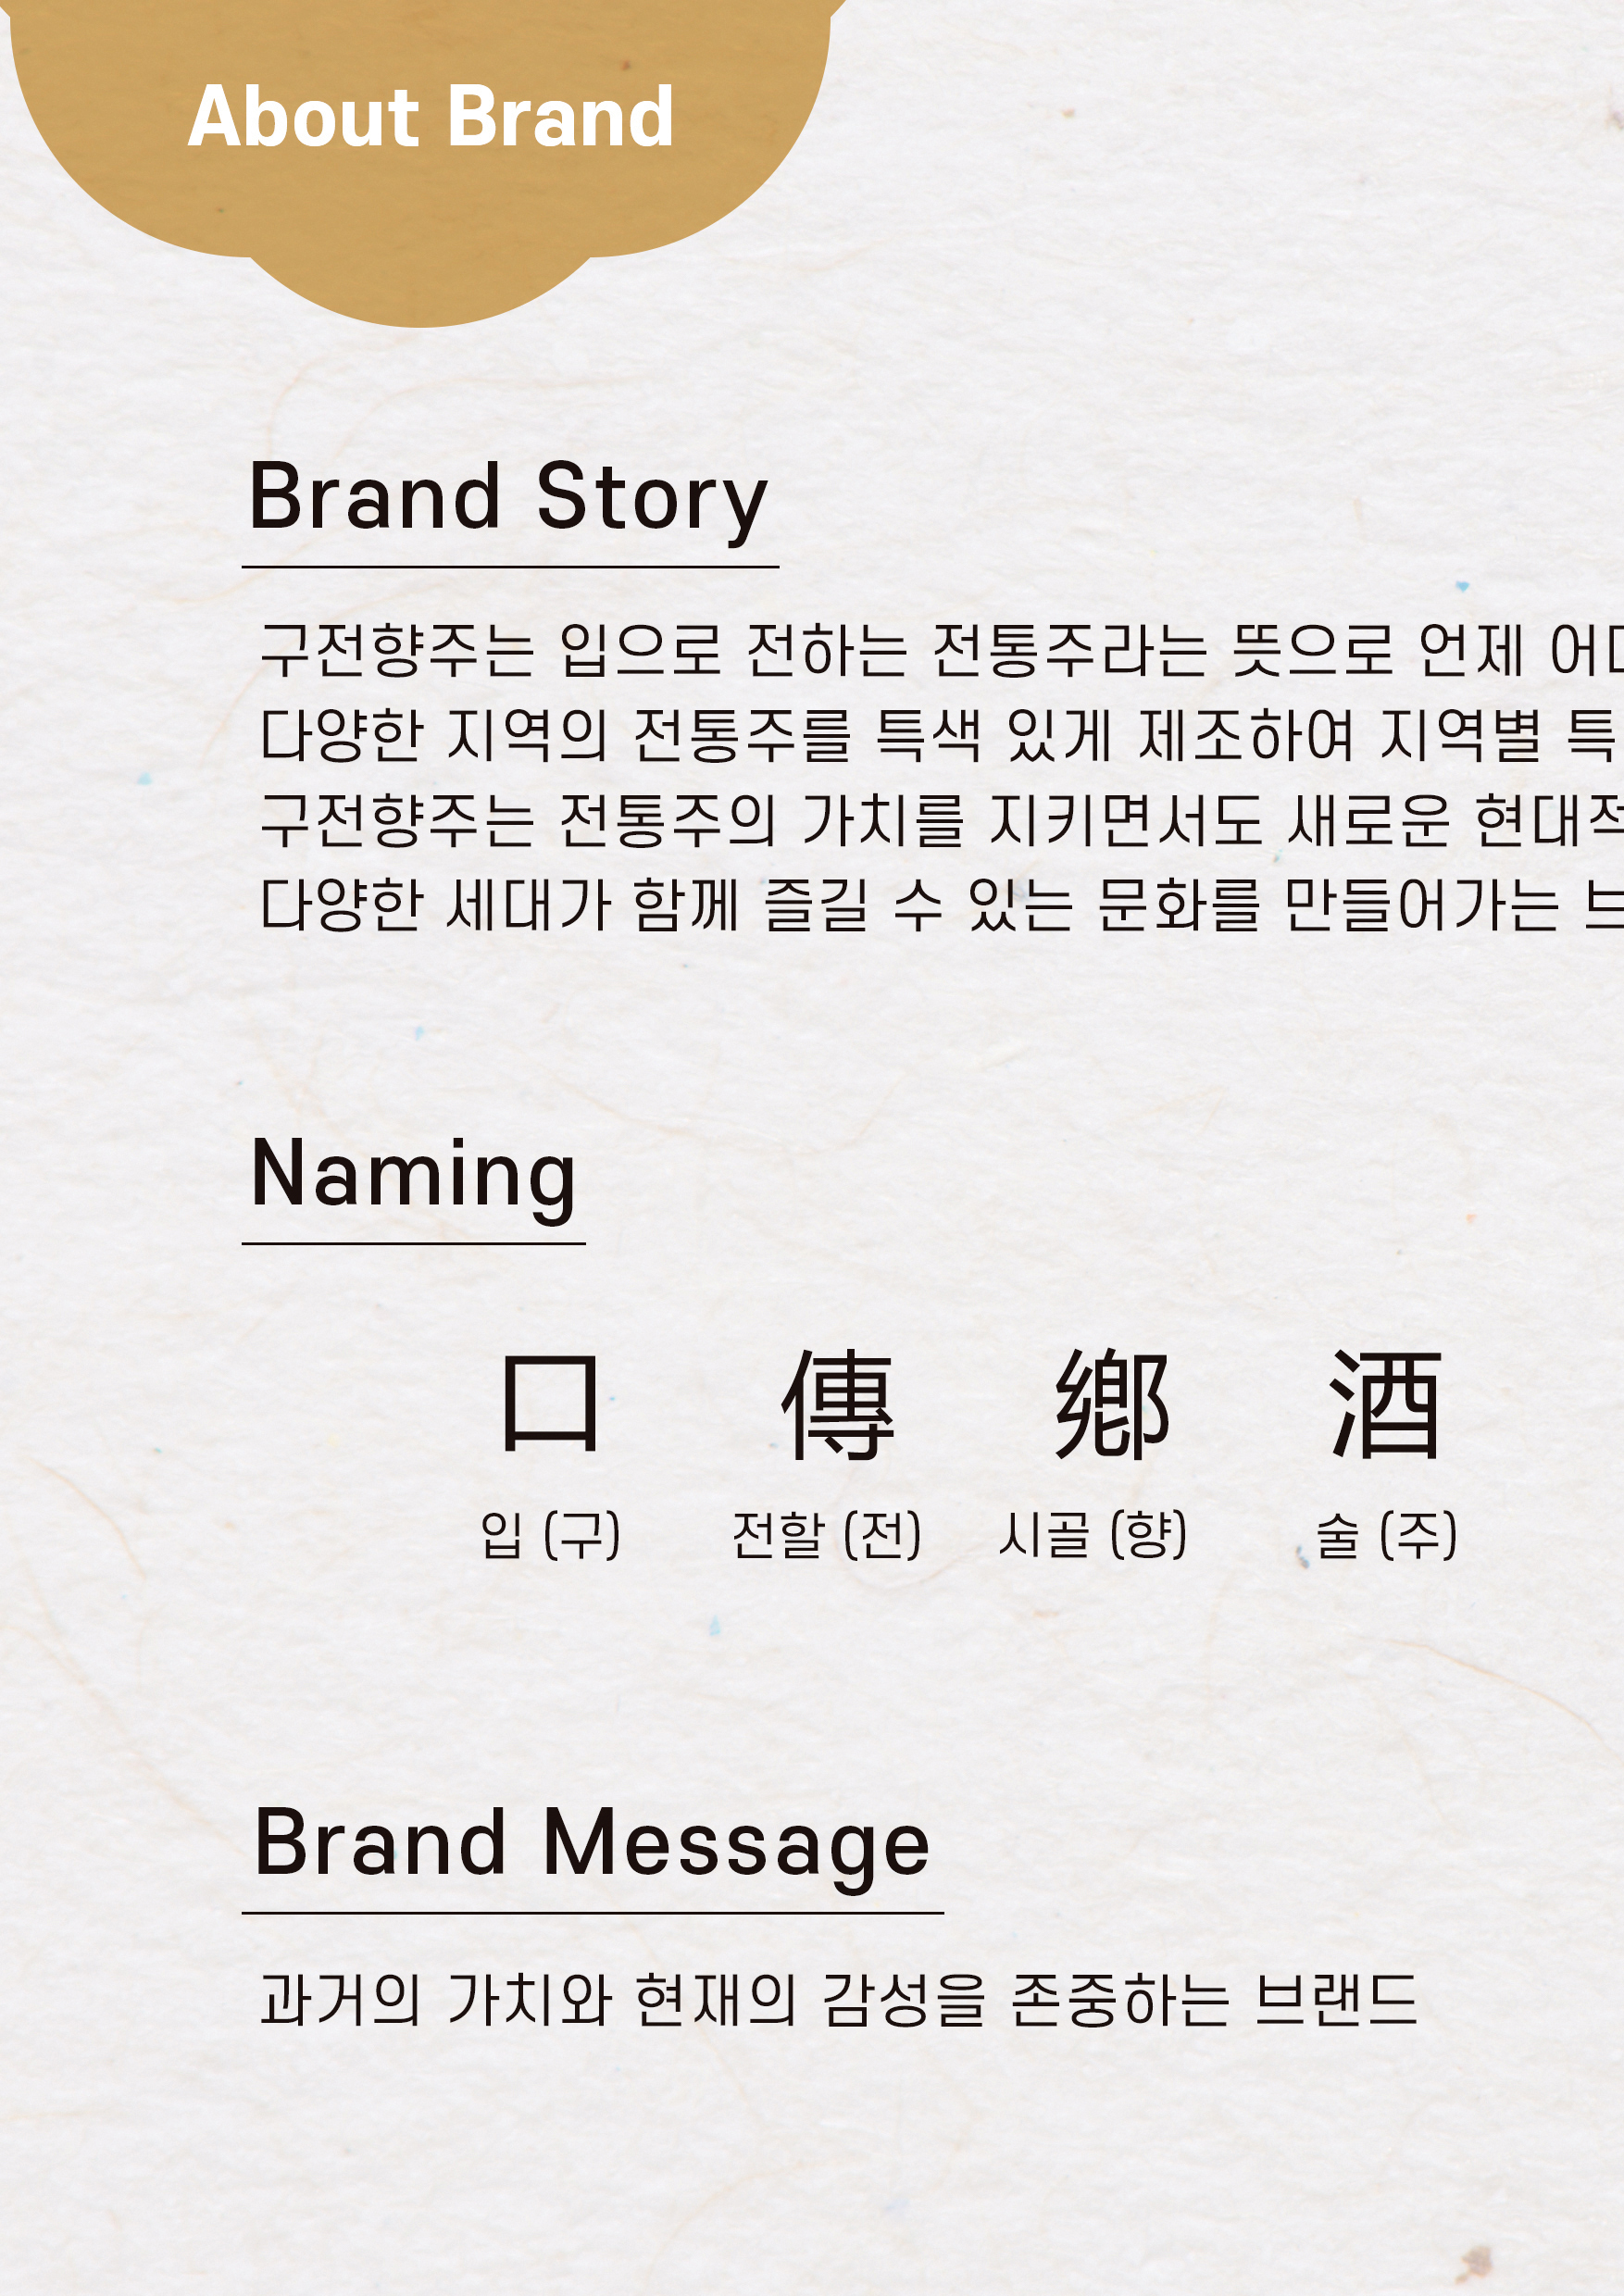 About Brand
Brand Story
구전향주는 입으로 전하는 전통주라는 뜻으로 언제
다양한 지역의 전통주를 특색 있게 제조하여 지역별
구전향주는 전통주의 가치를 지키면서도 새로운
다양한 세대가 함께 즐길 수 있는 문화를 만들어가는
Naming
口 傳 鄕 酒
입 (구) 전할 (전) 시골 (향) 술 (주)
Brand Message
과거의 가치와 현재의 감성을 존중하는 브랜드